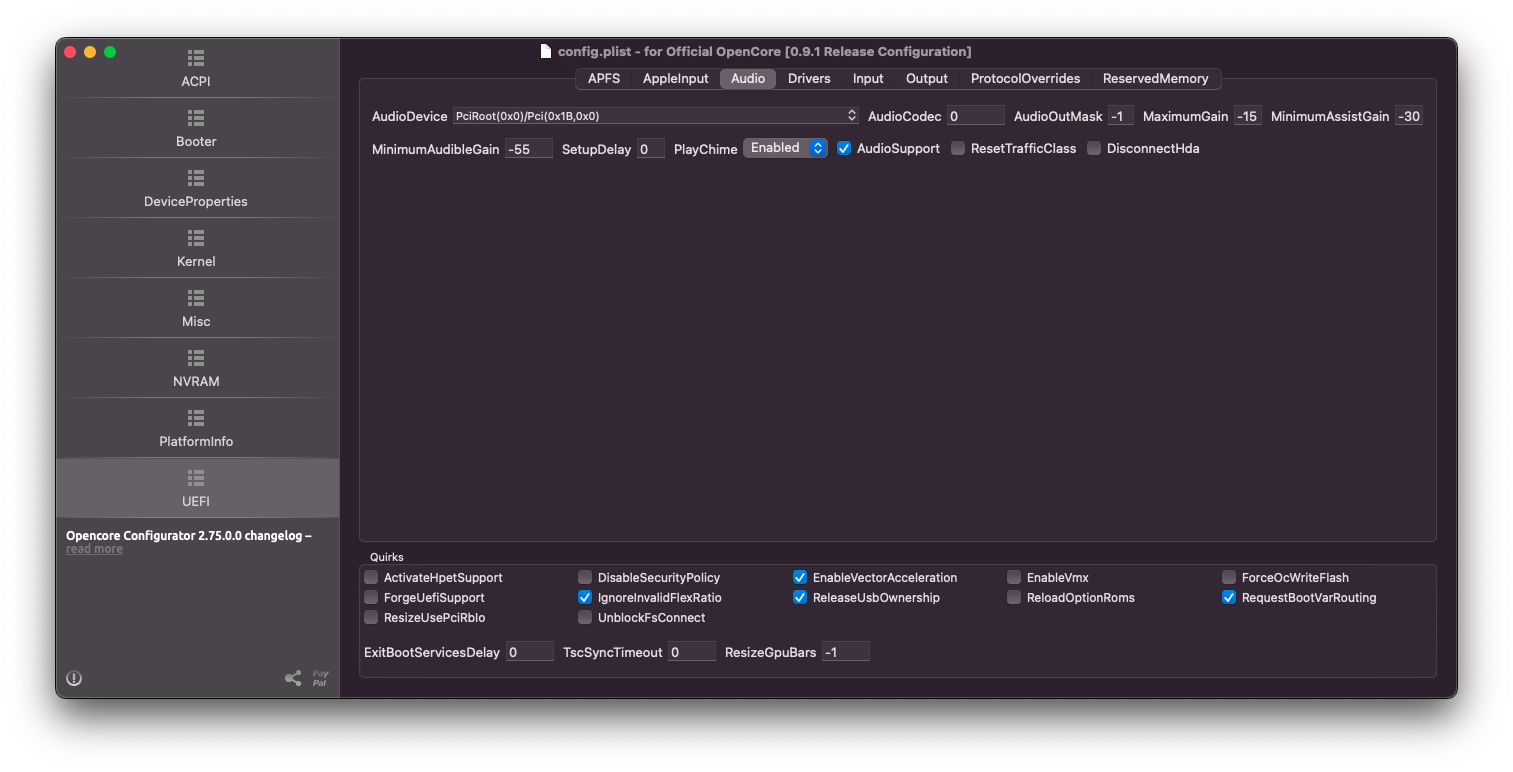 config.plist - for Official OpenCore [0.9.1 Release Configuration]
ACPI
Booter
DeviceProperties
Kernel
Misc
NVRAM
PlatformInfo
UEFI
Opencore Configurator 2.75.0.0 changelog –
read more
Pay
Pal
APFS AppleInput Audio Drivers Input Output ProtocolOverrides ReservedMemory
AudioDevice PciRoot(0x0)/Pci(0x1B,0x0) AudioCodec 0 AudioOutMask -1 MaximumGain -15 MinimumAssistGain -30
MinimumAudibleGain -55 SetupDelay 0 PlayChime Enabled AudioSupport ResetTrafficClass DisconnectHda
Quirks
ActivateHpetSupport DisableSecurityPolicy EnableVectorAcceleration EnableVmx ForceOcWriteFlash
ForgeUefiSupport IgnoreInvalidFlexRatio ReleaseUsbOwnership ReloadOptionRoms RequestBootVarRouting
ResizeUsePciRbIo UnblockFsConnect
ExitBootServicesDelay 0 TscSyncTimeout 0 ResizeGpuBars -1